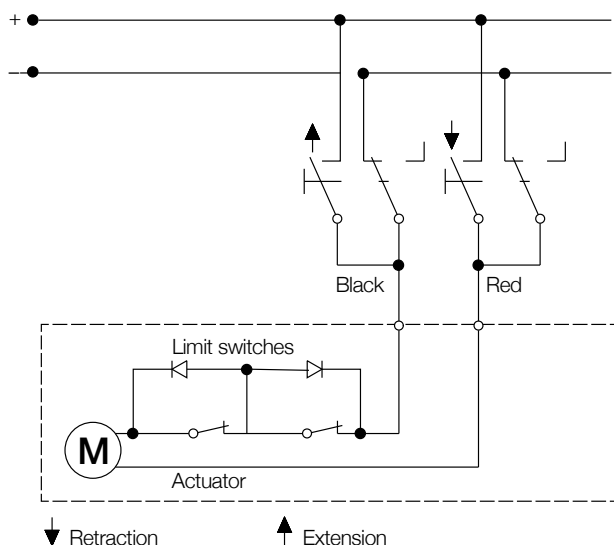 +
–
Black
Red
Limit switches
M
Actuator
Retraction
Extension